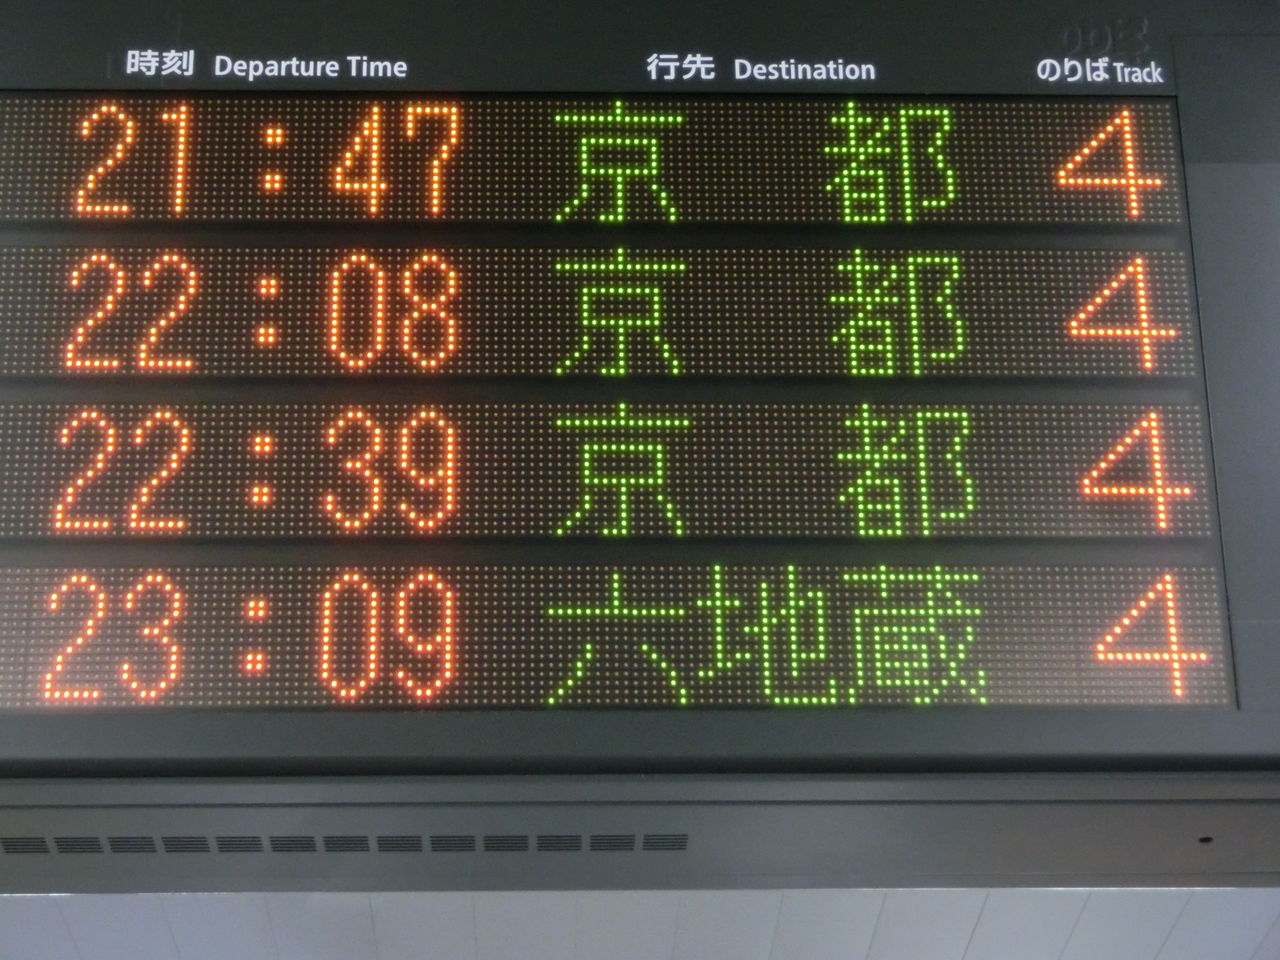 時刻 Departure Time 行先 Destination のりば Track
21:47 京都 4
22:08 京都 4
22:39 京都 4
23:09 六地蔵 4